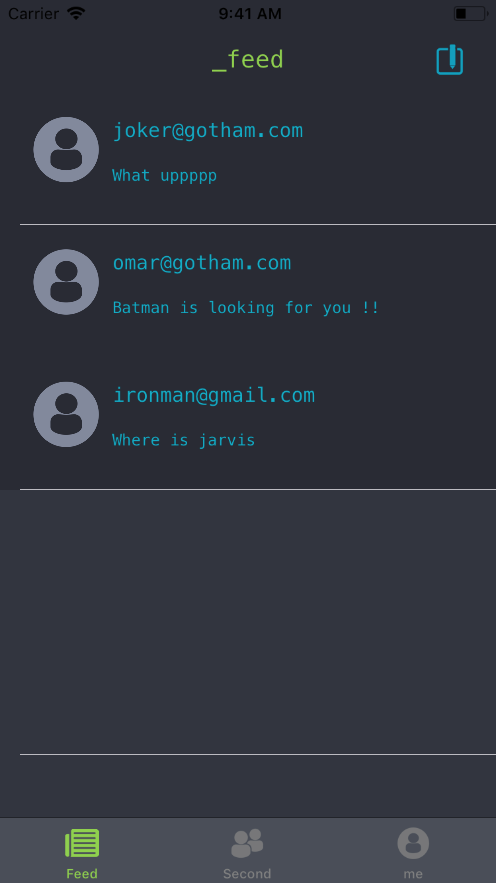 Carrier 9:41 AM
_feed
joker@gotham.com
What uppppp
omar@gotham.com
Batman is looking for you !!
ironman@gmail.com
Where is jarvis
Feed Second me